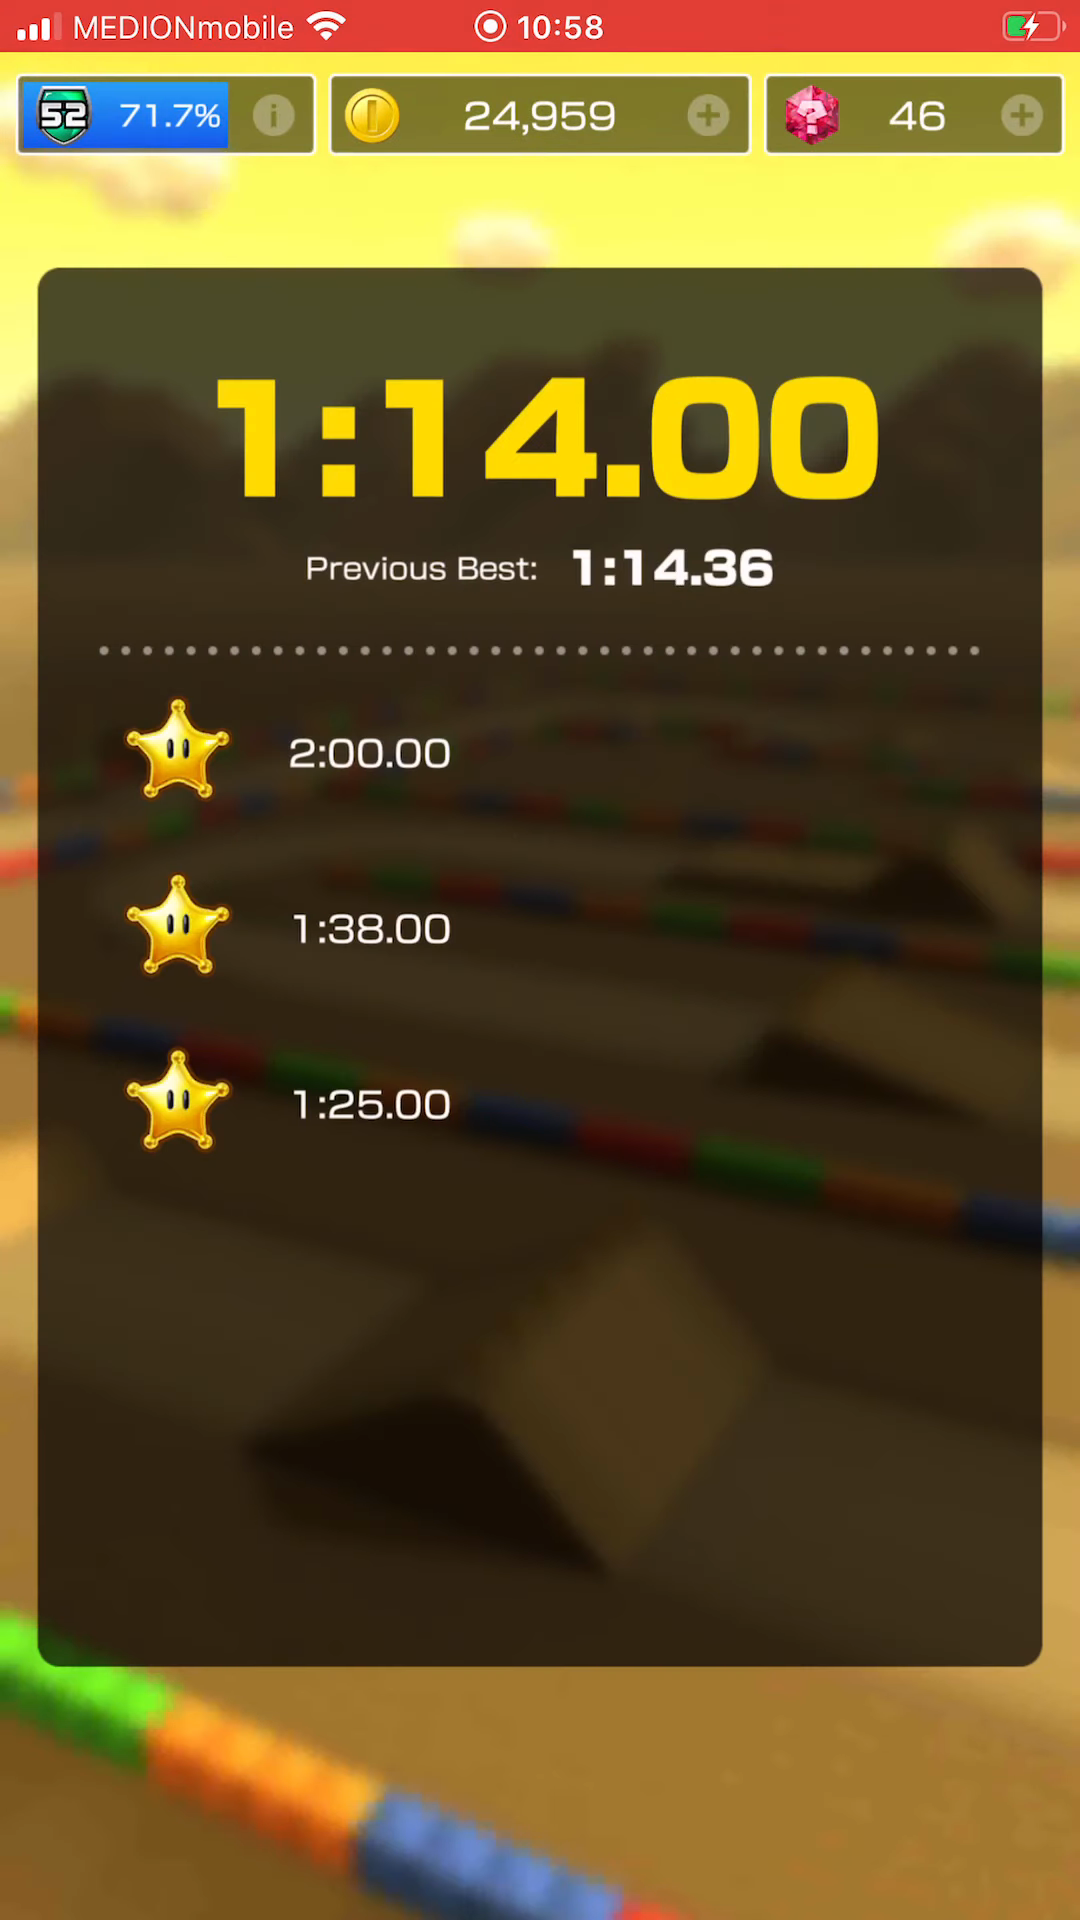 MEDIONmobile 10:58
52 71.7% i 24,959 + ? 46 +
1:14.00
Previous Best: 1:14.36
2:00.00
1:38.00
1:25.00